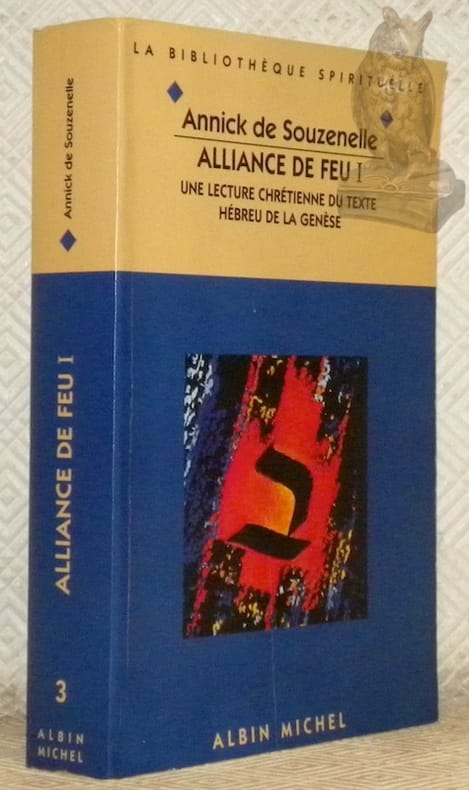 LA BIBLIOTHÈQUE SPIRITUELLE
Annick de Souzenelle
ALLIANCE DE FEU I
UNE LECTURE CHRÉTIENNE DU TEXTE
HÉBREU DE LA GENÈSE
ב
ALBIN MICHEL
Annick de Souzenelle
ALLIANCE DE FEU I
3
ALBIN
MICHEL